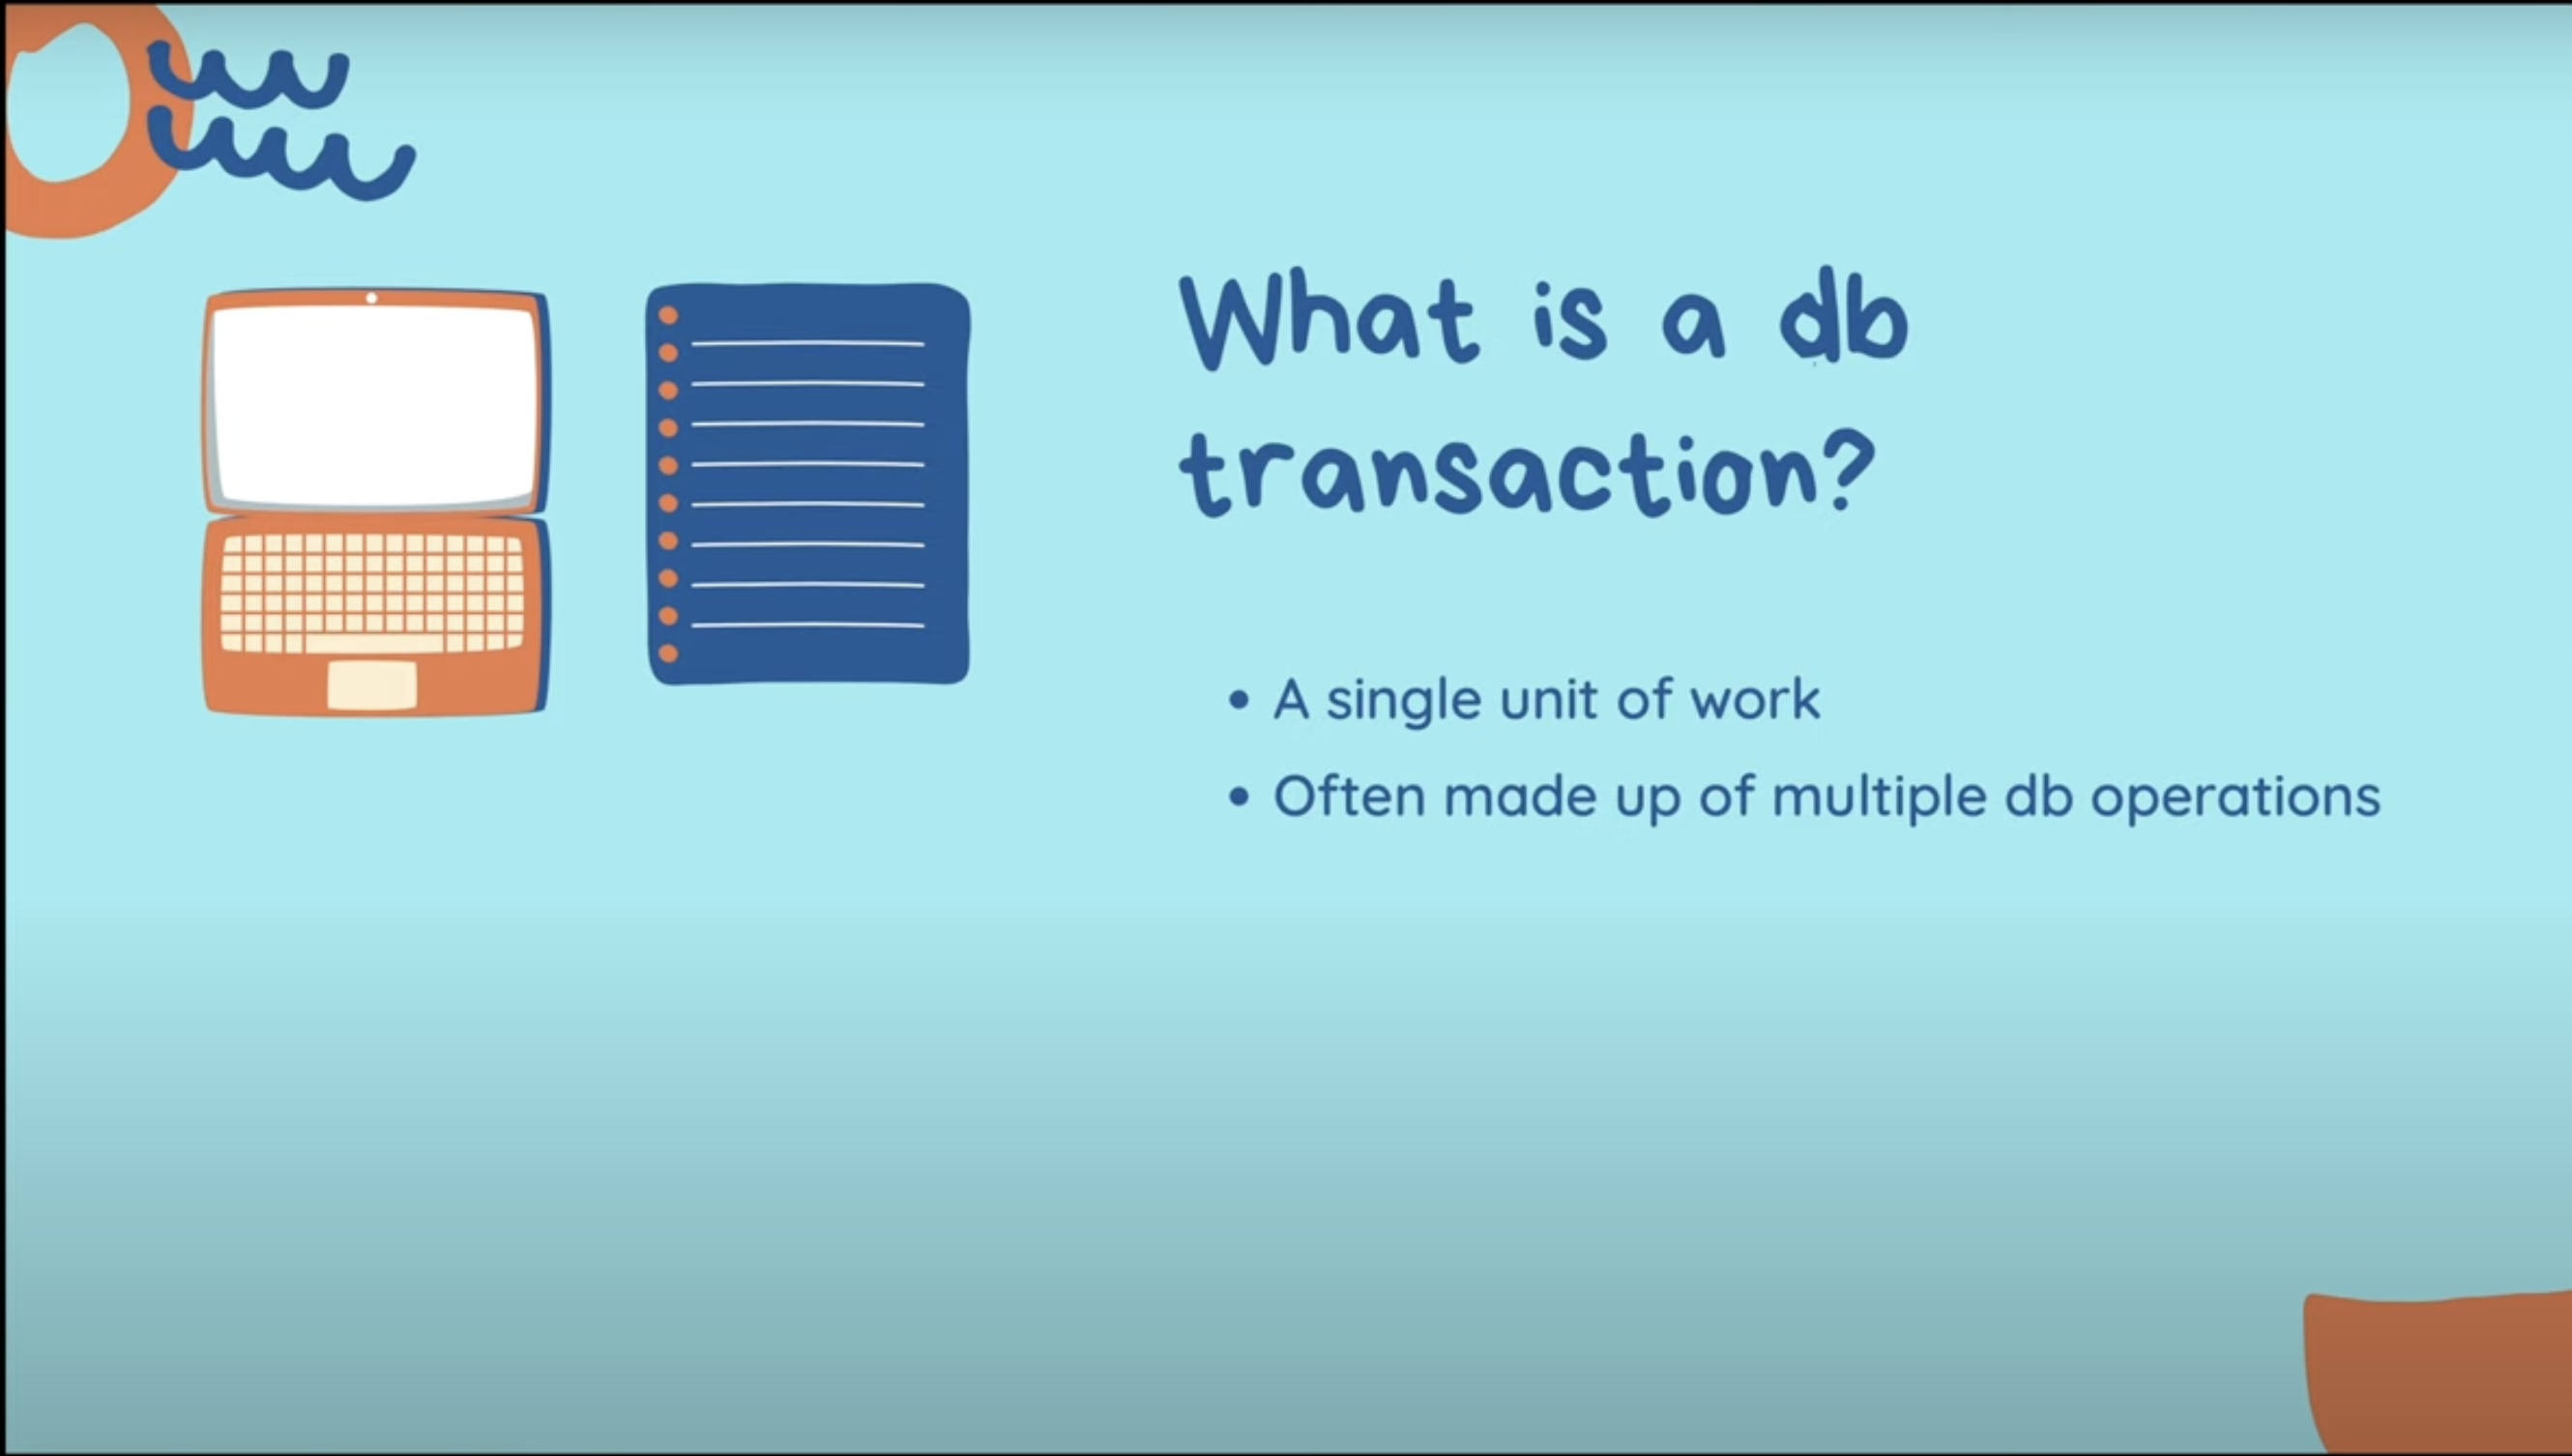 What is a db
transaction?
A single unit of work
Often made up of multiple db operations